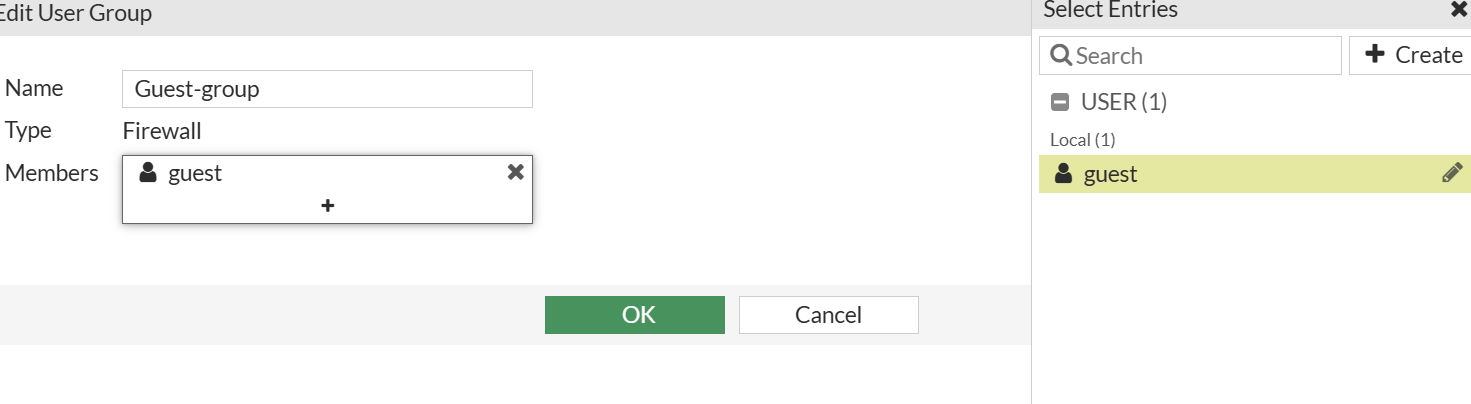 Edit User Group
Name
Guest-group
Type
Firewall
Members
guest
OK
Cancel
Select Entries
Search
Create
USER (1)
Local (1)
guest